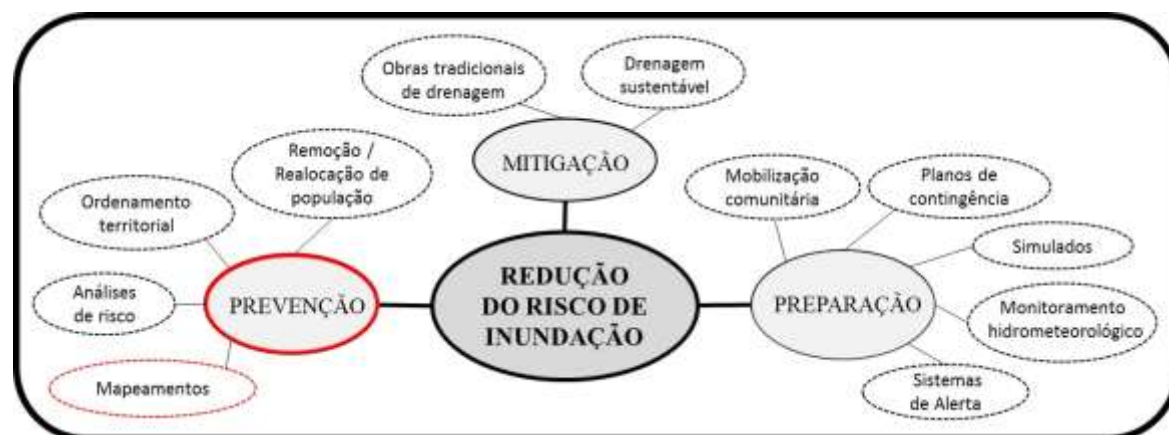 Obras tradicionais
de drenagem
Drenagem
sustentável
MITIGAÇÃO
Remoção /
Realocação de
população
Ordenamento
territorial
Análises
de risco
Mapeamentos
PREVENÇÃO
REDUÇÃO
DO RISCO DE
INUNDAÇÃO
Mobilização
comunitária
Planos de
contingência
Simulados
PREPARAÇÃO
Monitoramento
hidrometeorológico
Sistemas
de Alerta